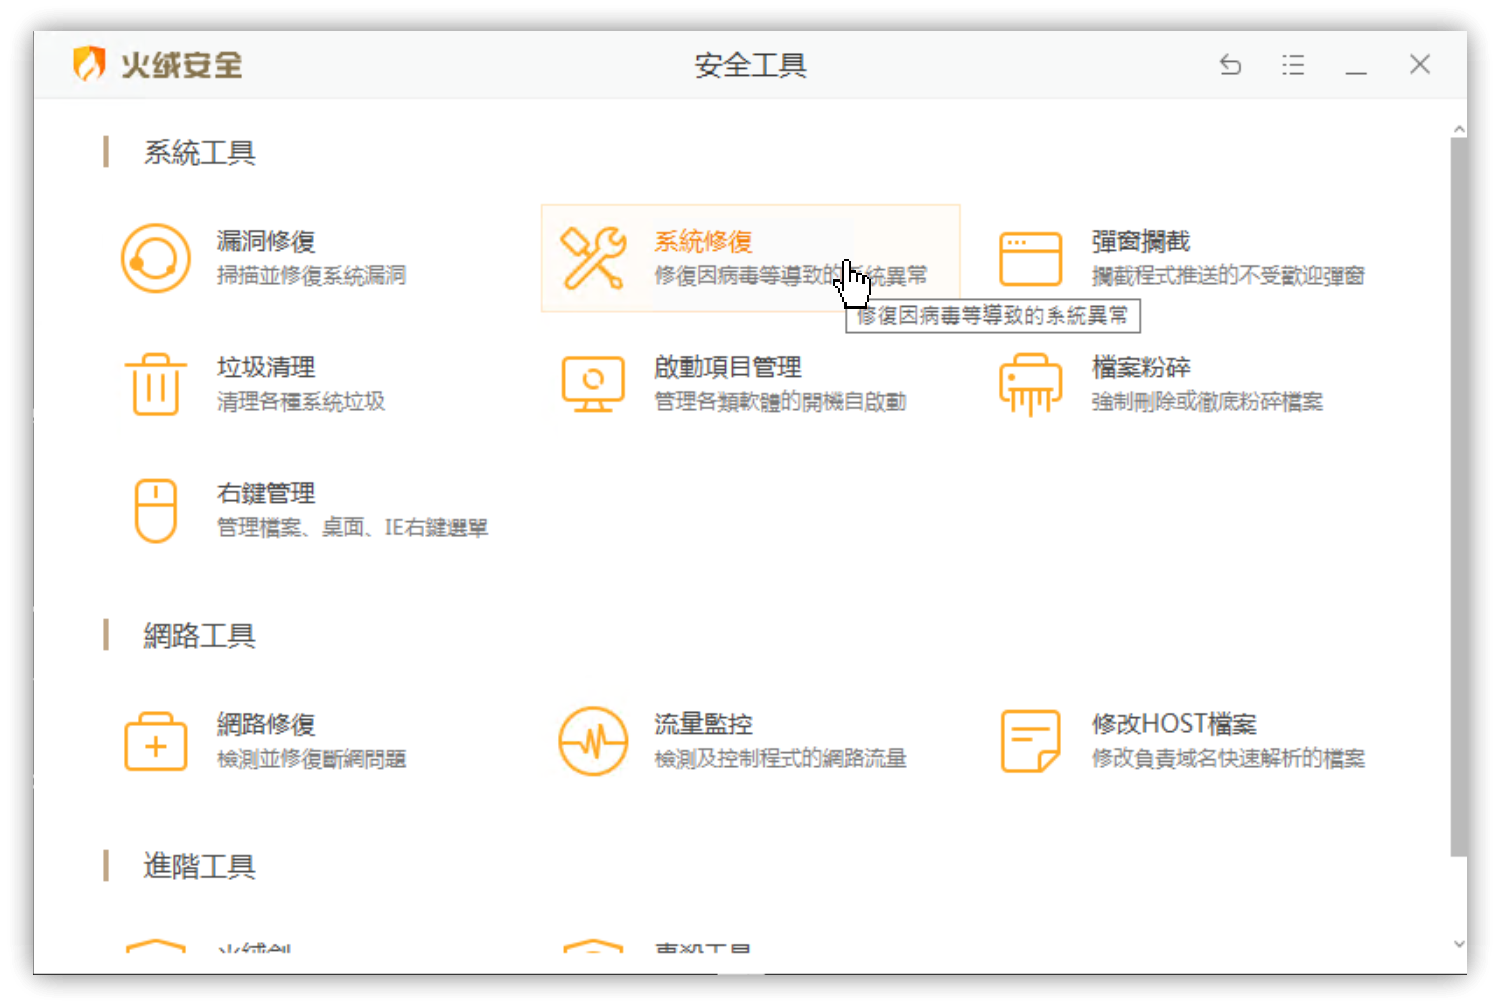 火绒安全
安全工具
系統工具
漏洞修復
掃描並修復系統漏洞
系統修復
修復因病毒等導致的系統異常
彈窗攔截
攔截程式推送的不受歡迎彈窗
修復因病毒等導致的系統異常
垃圾清理
清理各種系統垃圾
啟動項目管理
管理各類軟體的開機自啟動
檔案粉碎
強制刪除或徹底粉碎檔案
右鍵管理
管理檔案、桌面、IE右鍵選單
網路工具
網路修復
檢測並修復斷網問題
流量監控
檢測及控制程式的網路流量
修改HOST檔案
修改負責域名快速解析的檔案
進階工具
火絨劍
專殺工具